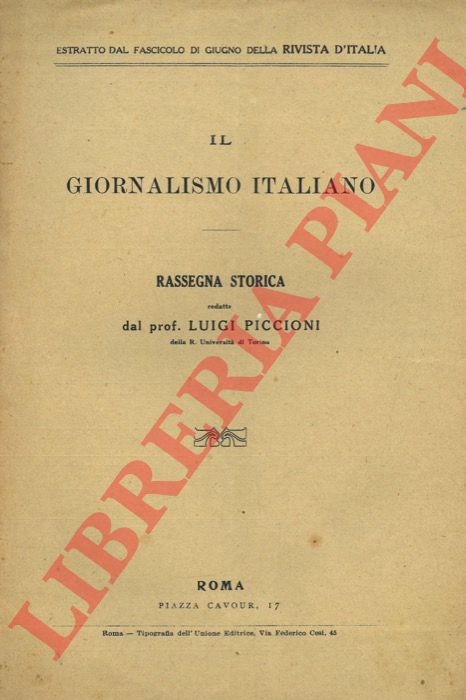 ESTRATTO DAL FASCICOLO DI GIUGNO DELLA RIVISTA D'ITALIA
IL
GIORNALISMO ITALIANO
RASSEGNA STORICA
redatta
dal prof. LUIGI PICCIONI
della R. Università di Torino
ROMA
PIAZZA CAVOUR, 17
Roma — Tipografia dell'Unione Editrice, Via Federico Cesi, 45
LIBRERIA PIANI